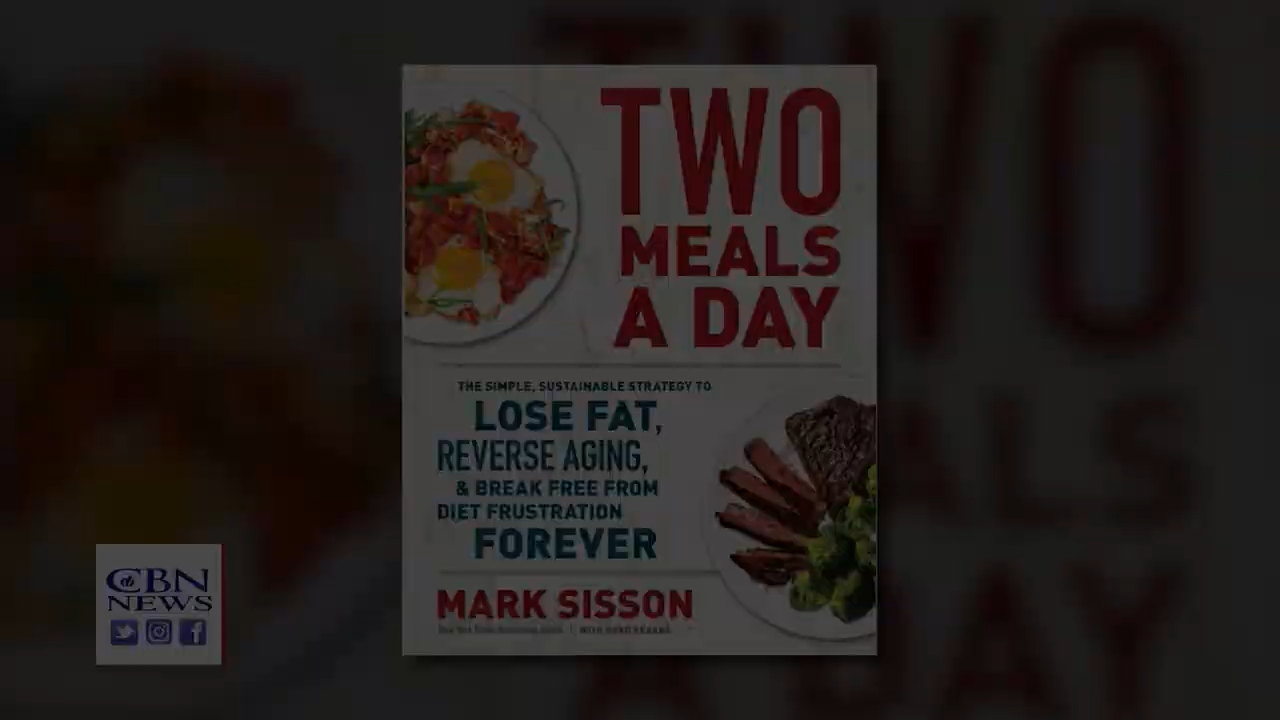 TWO
MEALS
A DAY
THE SIMPLE, SUSTAINABLE STRATEGY TO
LOSE FAT,
REVERSE AGING,
& BREAK FREE FROM
DIET FRUSTRATION
FOREVER
MARK SISSON
CBN
NEWS